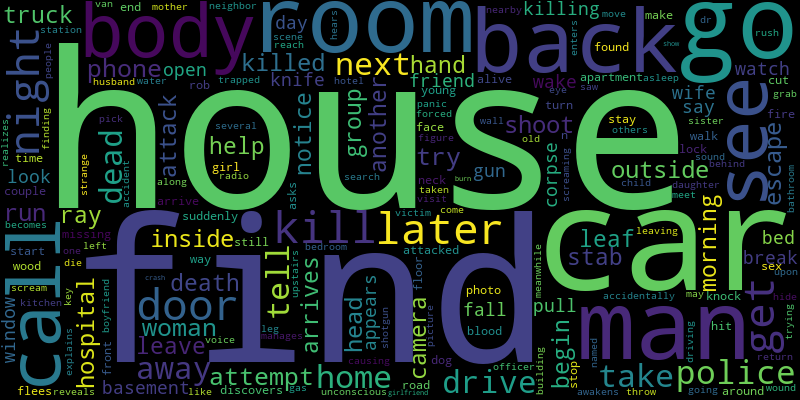 truck van end mother neighbor body room day killing back nearby move make dr go rush
station scene reach hears enters found
night people phone open killed knife next hand friend alive wake apartment asleep saw show watch cut grab
husband water rob trapped hotel young panic forced eye turn wife say sister fire
realizes time finding look couple pick strange dead accident attack several help girl radio along notice group another try face figure neck taken visit gun shoot wall old stay others outside walk lock sound behind see escape bathroom
house
run becomes ray arrive asks search victim come corpse screaming burn child daughter meet
missing suddenly kill later car leaving morning bed
call start left inside still tell attacked leaf stab break sex
wood one die way death bedroom upstairs arrives find photo fall meanwhile pull accidentally may knock hide upon
window scream key door crash head appears floor blood man hit get trying
kitchen hospital front boyfriend woman leg voice manages shotgun camera picture begin stop named driving
explains leave causing dog officer building take police return
flees reveals basement away like attempt discovers gas home unconscious road girlfriend drive awakens throw going around wound